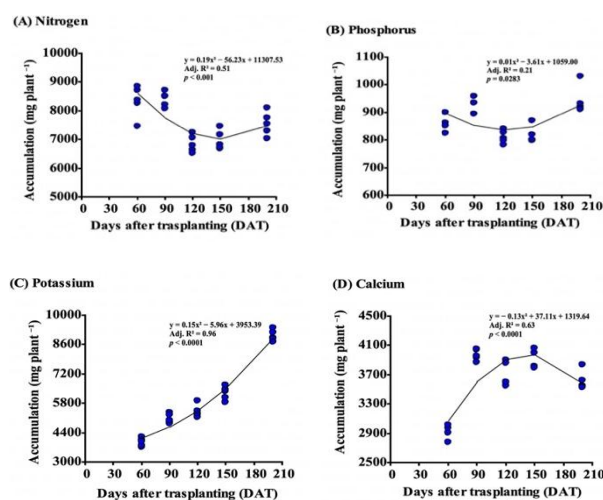 (A) Nitrogen
y = 0.19x² − 56.23x + 11307.53
Adj. R² = 0.51
p < 0.001
Accumulation (mg plant ⁻¹)
10000
9000
8000
7000
6000
5000
0 30 60 90 120 150 180 210
Days after trasplanting (DAT)
(B) Phosphorus
y = 0.01x² − 3.61x + 1059.00
Adj. R² = 0.21
p = 0.0283
Accumulation (mg plant ⁻¹)
1100
1000
900
800
700
600
0 30 60 90 120 150 180 210
Days after trasplanting (DAT)
(C) Potassium
y = 0.15x² − 5.96x + 3953.39
Adj. R² = 0.96
p < 0.0001
Accumulation (mg plant ⁻¹)
10000
8600
7200
5800
4400
3000
0 30 60 90 120 150 180 210
Days after trasplanting (DAT)
(D) Calcium
y = − 0.13x² + 37.11x + 1319.64
Adj. R² = 0.63
p < 0.0001
Accumulation (mg plant ⁻¹)
4500
4100
3700
3300
2900
2500
0 30 60 90 120 150 180 210
Days after trasplanting (DAT)